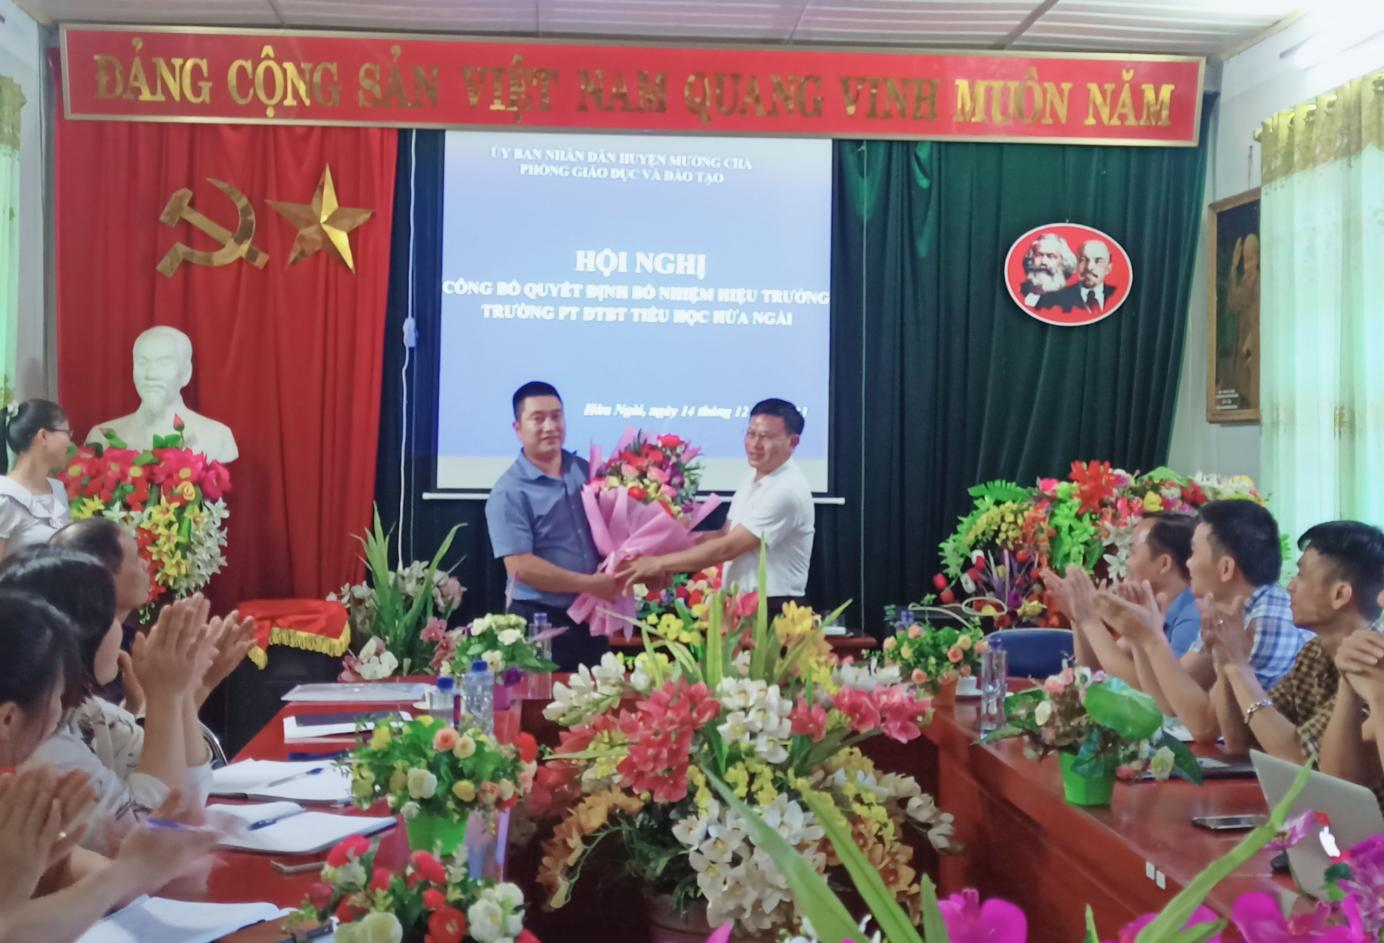 ĐẢNG CỘNG SẢN VIỆT NAM QUANG VINH MUÔN NĂM
ỦY BAN NHÂN DÂN HUYỆN MƯỜNG CHÀ
PHÒNG GIÁO DỤC VÀ ĐÀO TẠO
HỘI NGHỊ
CÔNG BỐ QUYẾT ĐỊNH BỔ NHIỆM HIỆU TRƯỞNG
TRƯỜNG PT DTBT TIỂU HỌC HỪA NGÀI
Hừa Ngài, ngày 14 tháng 12